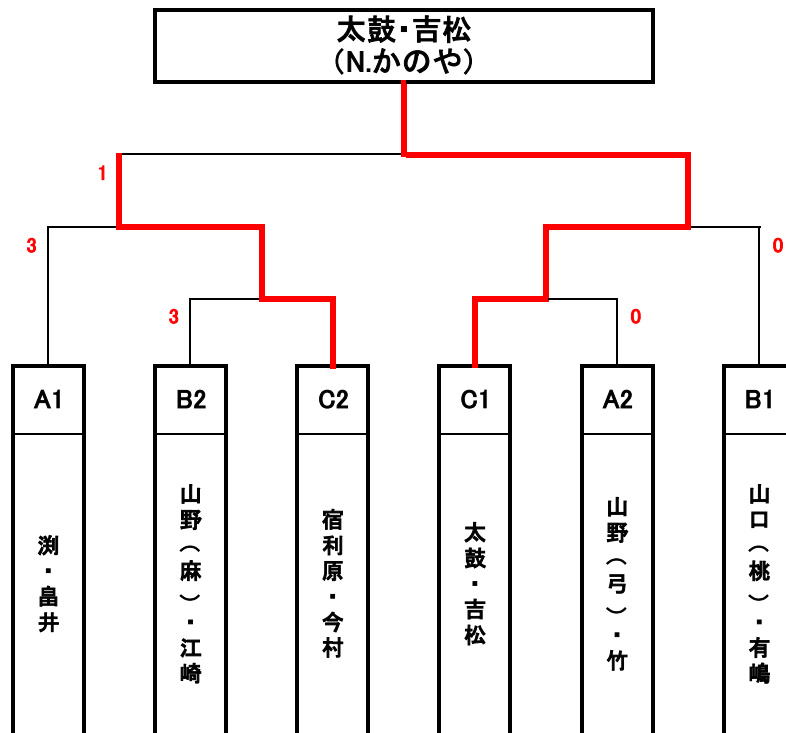 太鼓・吉松
(N.かのや)
1
3
0
3
0
A1
B2
C2
C1
A2
B1
渕・畠井
山野（麻）・江崎
宿利原・今村
太鼓・吉松
山野（弓）・竹
山口（桃）・有嶋